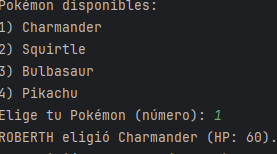 Pokémon disponibles:
1) Charmander
2) Squirtle
3) Bulbasaur
4) Pikachu
Elige tu Pokémon (número): 1
ROBERTH eligió Charmander (HP: 60).